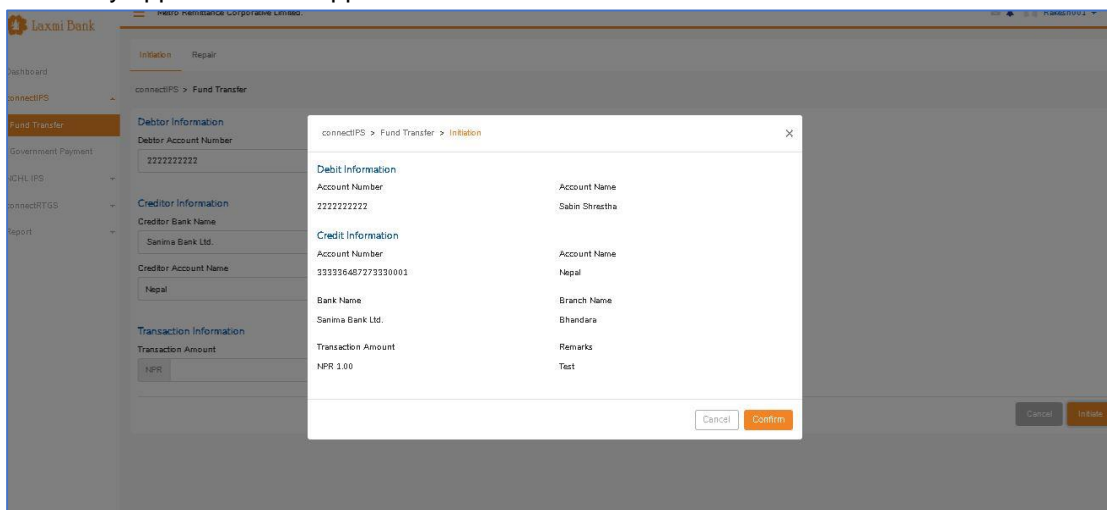 Laxmi Bank
Metro Remittance Corporative Limited.
Rakesh001
Initiation Repair
Dashboard
connectIPS
connectIPS > Fund Transfer
Fund Transfer
Government Payment
NCHL IPS
connectRTGS
Report
Debtor Information
Debtor Account Number
2222222222
Creditor Information
Creditor Bank Name
Sanima Bank Ltd.
Creditor Account Name
Nepal
Transaction Information
Transaction Amount
NPR
connectIPS > Fund Transfer > Initiation
Debit Information
Account Number Account Name
2222222222 Sabin Shrestha
Credit Information
Account Number Account Name
333336487273330001 Nepal
Bank Name Branch Name
Sanima Bank Ltd. Bhandara
Transaction Amount Remarks
NPR 1.00 Test
Cancel Confirm
Cancel Initiate